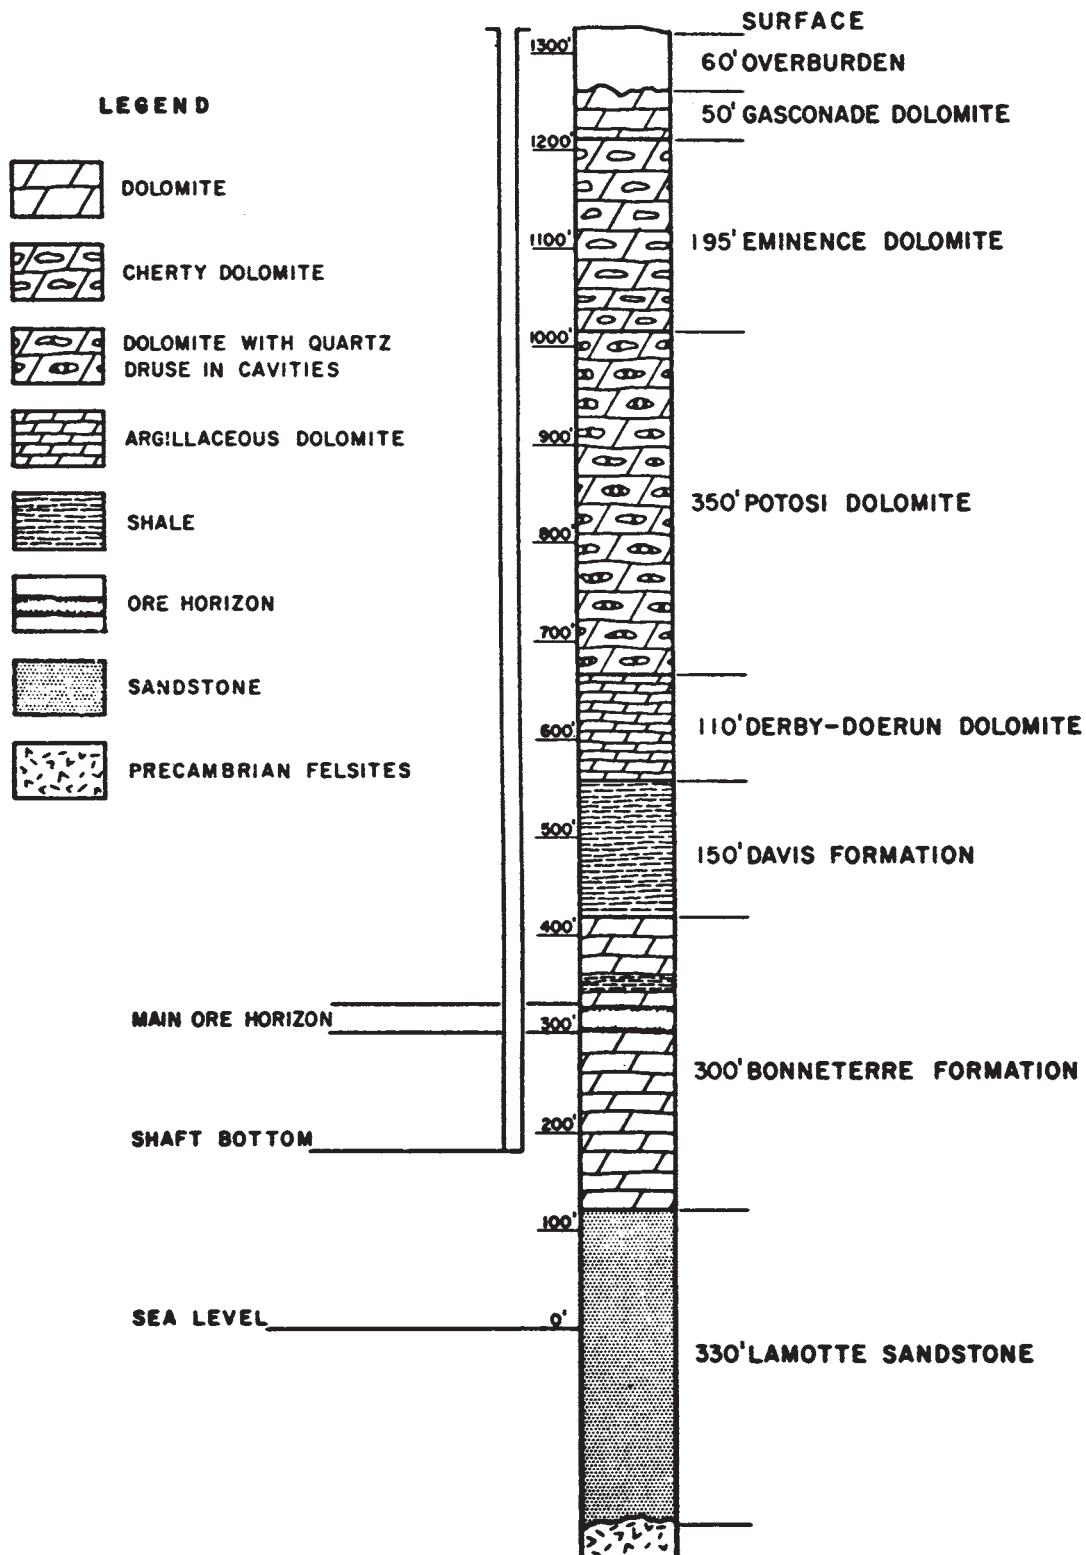 LEGEND
DOLOMITE
CHERTY DOLOMITE
DOLOMITE WITH QUARTZ
DRUSE IN CAVITIES
ARGILLACEOUS DOLOMITE
SHALE
ORE HORIZON
SANDSTONE
PRECAMBRIAN FELSITES
MAIN ORE HORIZON
SHAFT BOTTOM
SEA LEVEL
1300'
1200'
1100'
1000'
900'
800'
700'
600'
500'
400'
300'
200'
100'
0'
SURFACE
60' OVERBURDEN
50' GASCONADE DOLOMITE
195' EMINENCE DOLOMITE
350' POTOSI DOLOMITE
110' DERBY-DOERUN DOLOMITE
150' DAVIS FORMATION
300' BONNETERRE FORMATION
330' LAMOTTE SANDSTONE